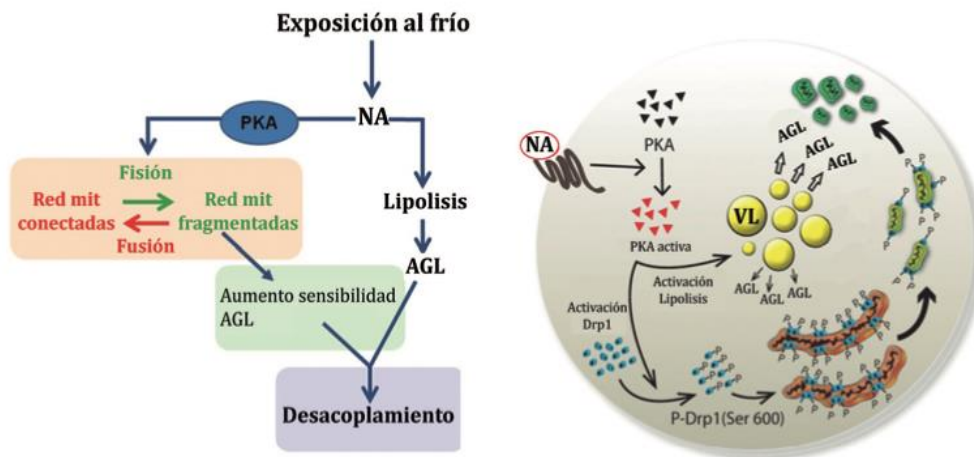 Exposición al frío
PKA
NA
Fisión
Red mit
conectadas
Red mit
fragmentadas
Fusión
Lipolisis
AGL
Aumento sensibilidad
AGL
Desacoplamiento
NA
PKA
PKA activa
AGL
AGL
AGL
VL
Activación
Lipolisis
AGL
AGL
AGL
Activación
Drp1
P-Drp1(Ser 600)